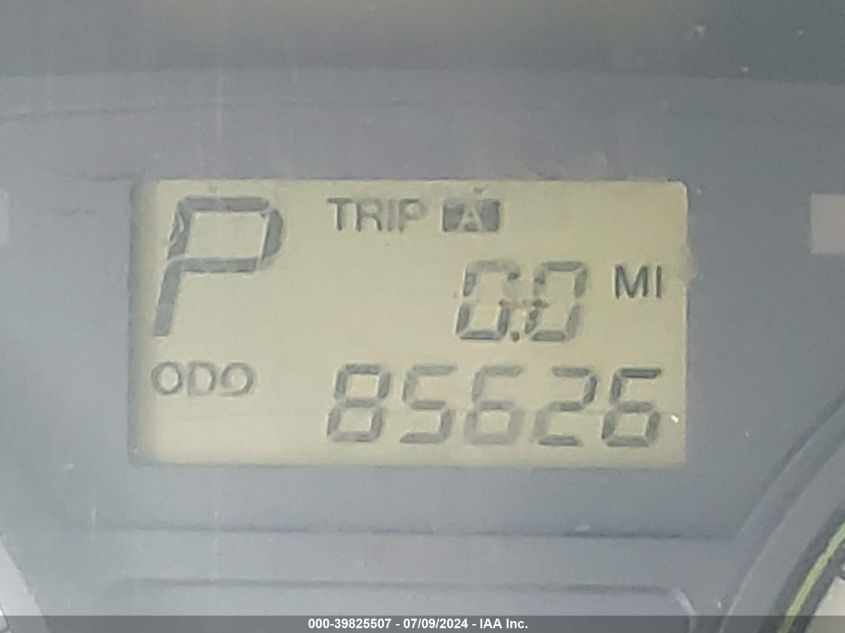 P
TRIP A
0.0 MI
ODO 85626
000-39825507 / 07/09/2024 - IAA Inc.